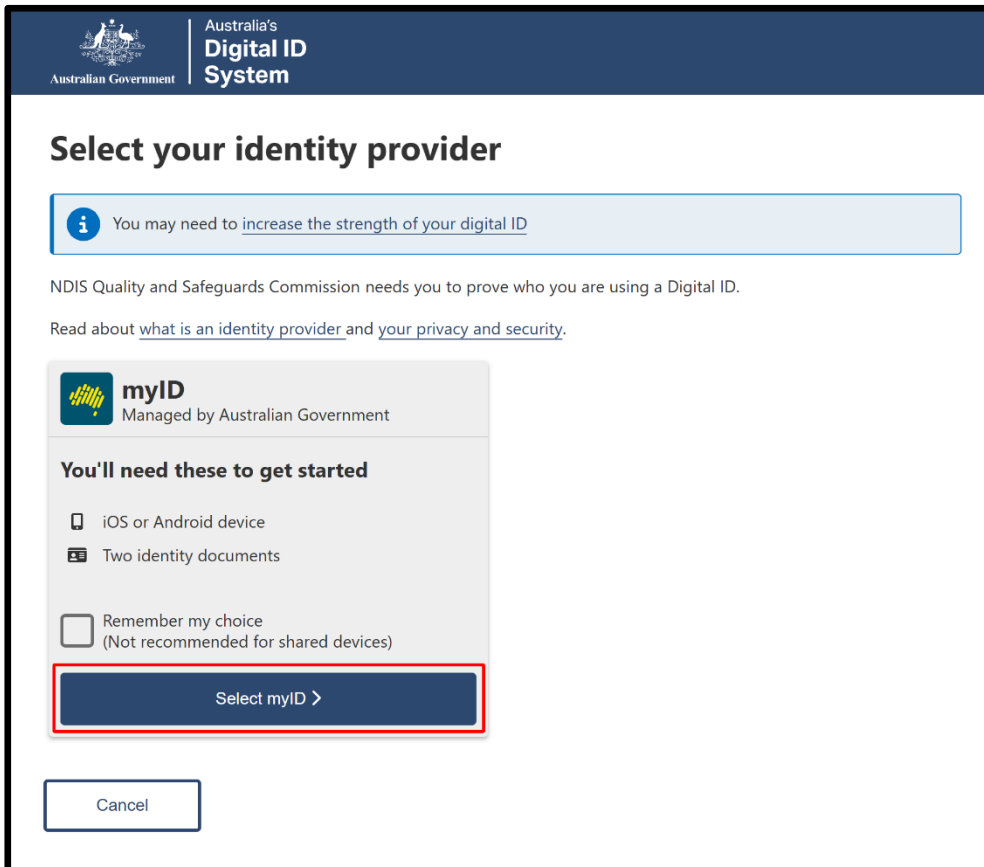 Australian Government
Australia's
Digital ID
System
Select your identity provider
You may need to increase the strength of your digital ID
NDIS Quality and Safeguards Commission needs you to prove who you are using a Digital ID.
Read about what is an identity provider and your privacy and security.
myID
Managed by Australian Government
You'll need these to get started
iOS or Android device
Two identity documents
Remember my choice
(Not recommended for shared devices)
Select myID
Cancel